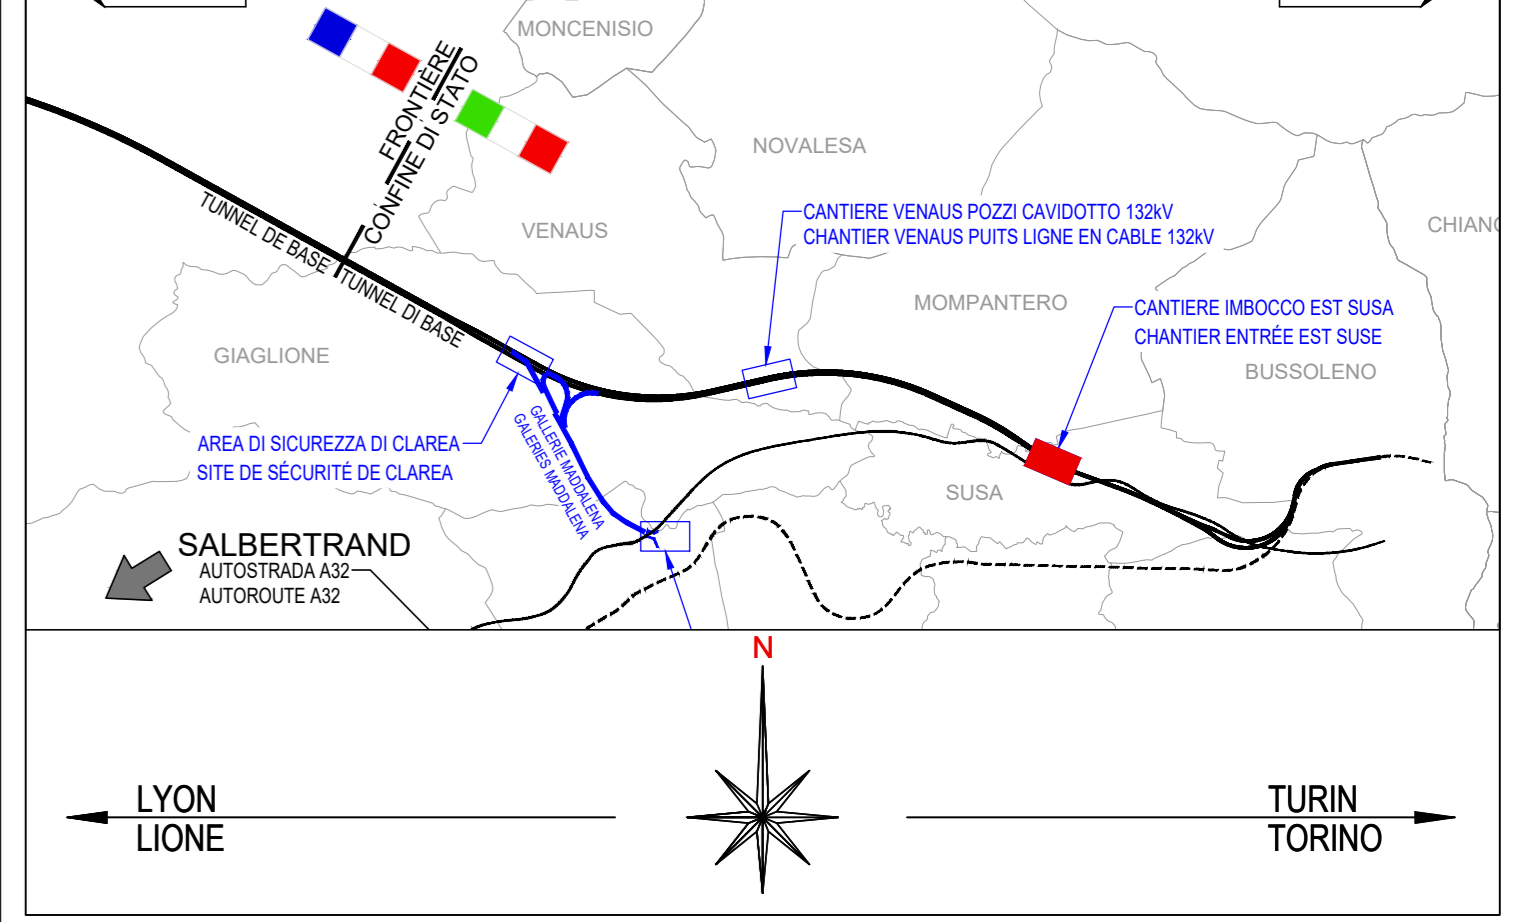 MONCENISIO
FRONTIÈRE
CONFINE DI STATO
NOVALESA
TUNNEL DE BASE
TUNNEL DI BASE
VENAUS
CANTIERE VENAUS POZZI CAVIDOTTO 132kV
CHANTIER VENAUS PUITS LIGNE EN CABLE 132kV
CHIANO
MOMPANTERO
CANTIERE IMBOCCO EST SUSA
CHANTIER ENTRÉE EST SUSE
GIAGLIONE
BUSSOLENO
AREA DI SICUREZZA DI CLAREA
SITE DE SÉCURITÉ DE CLAREA
GALLERIE MADDALENA
GALERIES MADDALENA
SUSA
SALBERTRAND
AUTOSTRADA A32
AUTOROUTE A32
N
LYON
LIONE
TURIN
TORINO